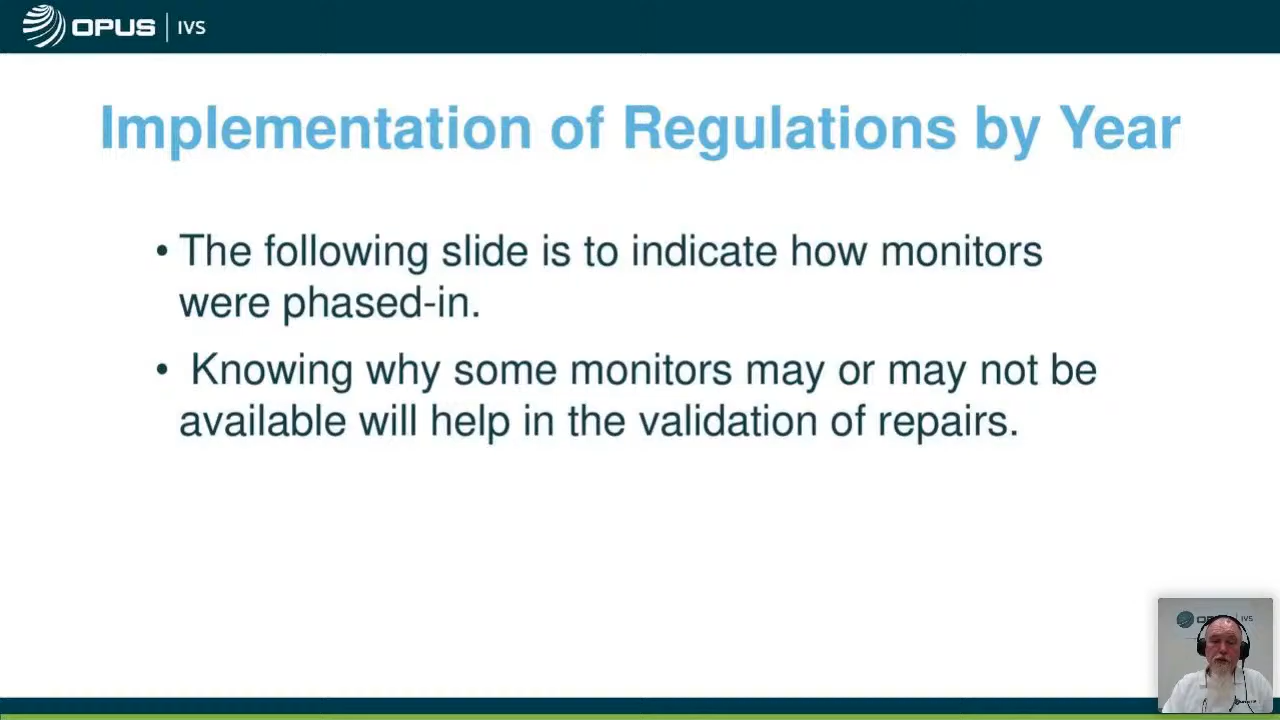 OPUS | IVS
Implementation of Regulations by Year
• The following slide is to indicate how monitors
were phased-in.
• Knowing why some monitors may or may not be
available will help in the validation of repairs.
IVS